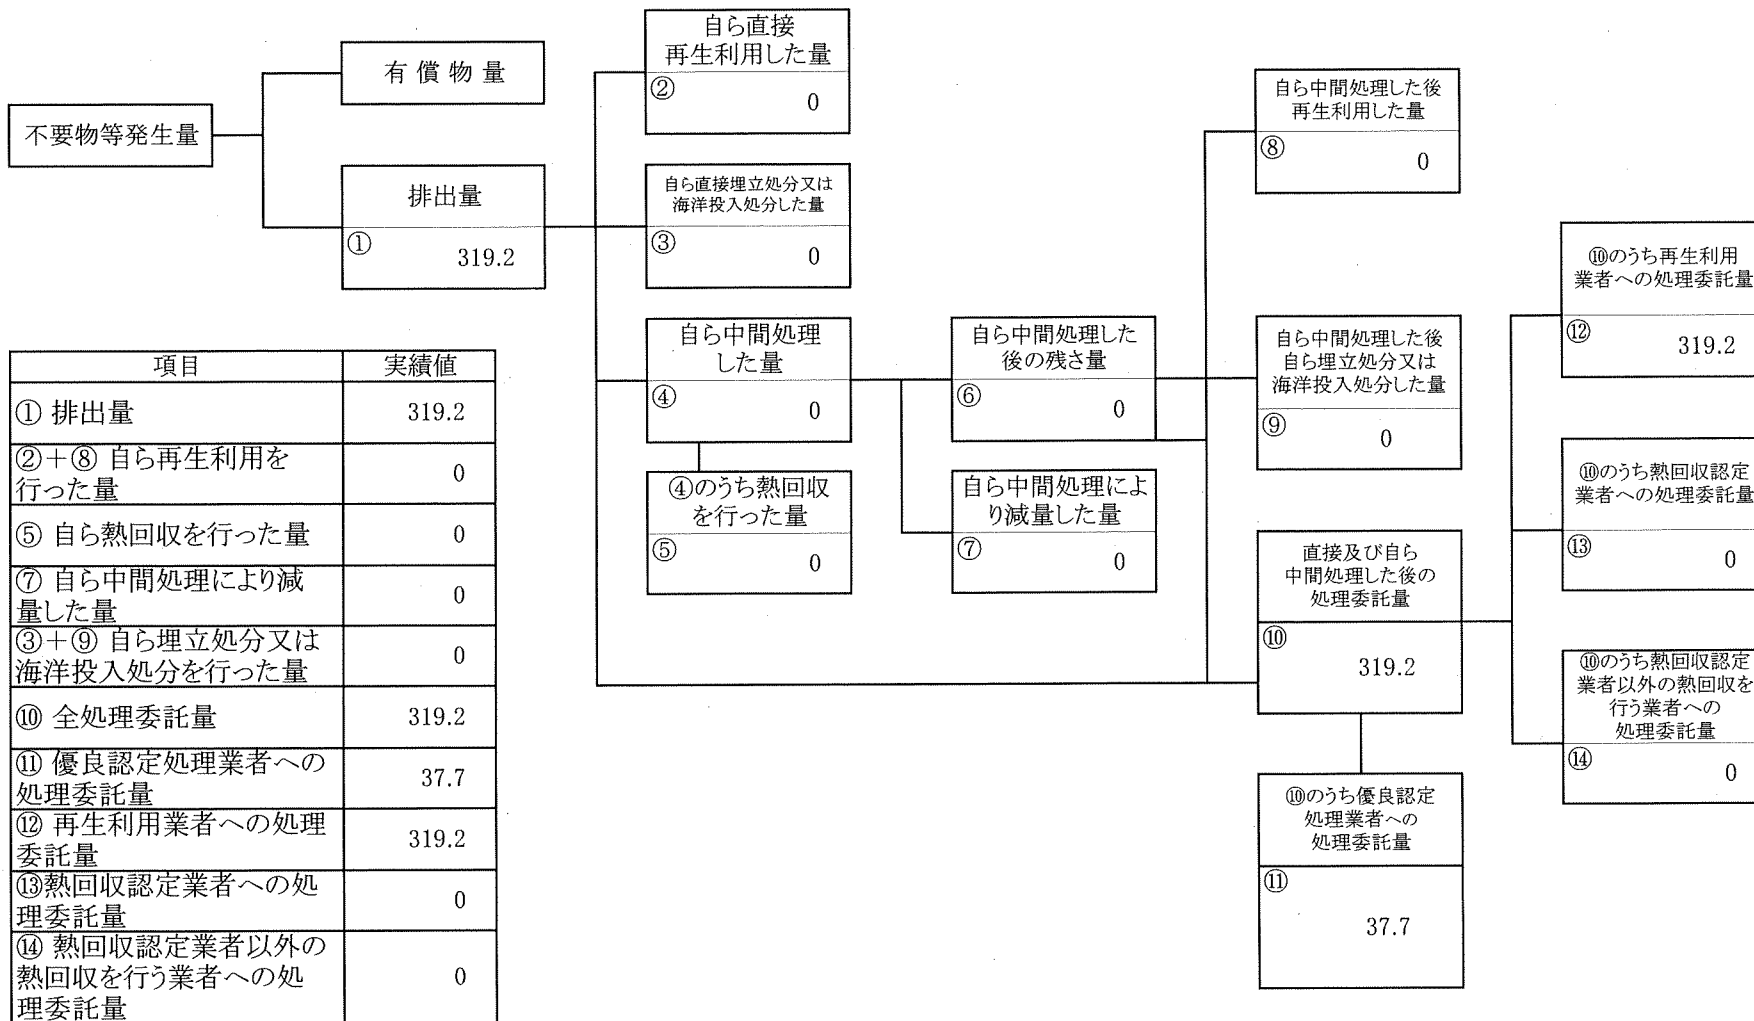 不要物等発生量
有償物量
排出量
①
319.2
自ら直接
再生利用した量
②
0
自ら直接埋立処分又は
海洋投入処分した量
③
0
自ら中間処理
した量
④
0
④のうち熱回収
を行った量
⑤
0
自ら中間処理した
後の残さ量
⑥
0
自ら中間処理によ
り減量した量
⑦
0
自ら中間処理した後
再生利用した量
⑧
0
自ら中間処理した後
自ら埋立処分又は
海洋投入処分した量
⑨
0
直接及び自ら
中間処理した後の
処理委託量
⑩
319.2
⑩のうち優良認定
処理業者への
処理委託量
⑪
37.7
⑩のうち再生利用
業者への処理委託量
⑫
319.2
⑩のうち熱回収認定
業者への処理委託量
⑬
0
⑩のうち熱回収認定
業者以外の熱回収を
行う業者への
処理委託量
⑭
0
項目 実績値
① 排出量 319.2
②+⑧ 自ら再生利用を
行った量 0
⑤ 自ら熱回収を行った量 0
⑦ 自ら中間処理により減
量した量 0
③+⑨ 自ら埋立処分又は
海洋投入処分を行った量 0
⑩ 全処理委託量 319.2
⑪ 優良認定処理業者への
処理委託量 37.7
⑫ 再生利用業者への処理
委託量 319.2
⑬熱回収認定業者への処
理委託量 0
⑭ 熱回収認定業者以外の
熱回収を行う業者への処
理委託量 0